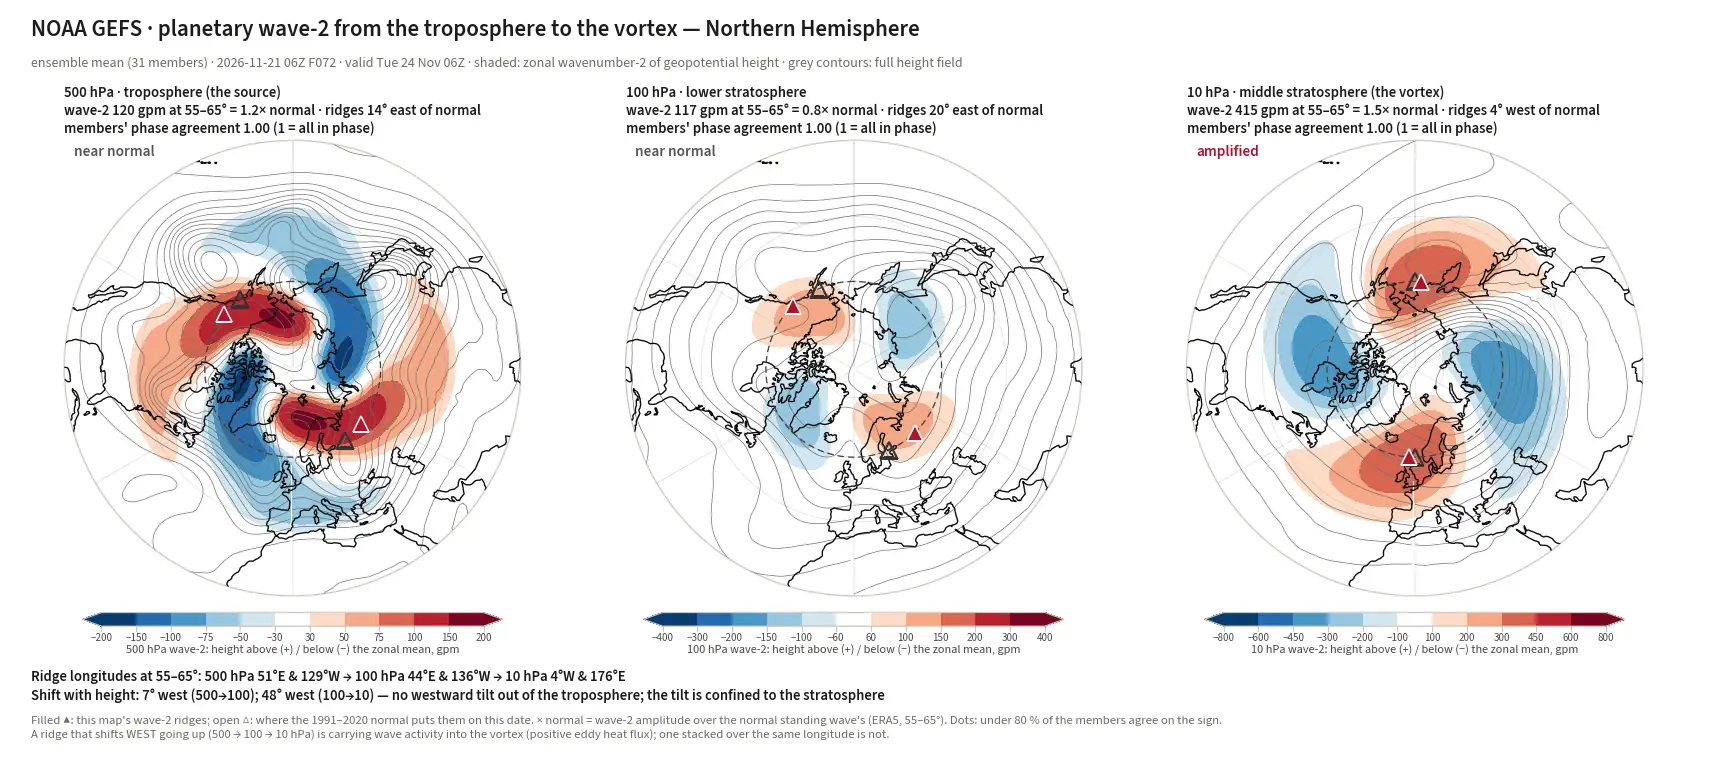 NOAA GEFS · planetary wave-2 from the troposphere to the vortex — Northern Hemisphere
ensemble mean (31 members) · 2026-11-21 06Z F072 · valid Tue 24 Nov 06Z · shaded: zonal wavenumber-2 of geopotential height · grey contours: full height field
500 hPa · troposphere (the source)
wave-2 120 gpm at 55–65° = 1.2× normal · ridges 14° east of normal
members' phase agreement 1.00 (1 = all in phase)
near normal
100 hPa · lower stratosphere
wave-2 117 gpm at 55–65° = 0.8× normal · ridges 20° east of normal
members' phase agreement 1.00 (1 = all in phase)
near normal
10 hPa · middle stratosphere (the vortex)
wave-2 415 gpm at 55–65° = 1.5× normal · ridges 4° west of normal
members' phase agreement 1.00 (1 = all in phase)
amplified
−200 −150 −100 −75 −50 −30 30 50 75 100 150 200
500 hPa wave-2: height above (+) / below (−) the zonal mean, gpm
−400 −300 −200 −150 −100 −60 60 100 150 200 300 400
100 hPa wave-2: height above (+) / below (−) the zonal mean, gpm
−800 −600 −450 −300 −200 −100 100 200 300 450 600 800
10 hPa wave-2: height above (+) / below (−) the zonal mean, gpm
Ridge longitudes at 55–65°: 500 hPa 51°E & 129°W → 100 hPa 44°E & 136°W → 10 hPa 4°W & 176°E
Shift with height: 7° west (500→100); 48° west (100→10) — no westward tilt out of the troposphere; the tilt is confined to the stratosphere
Filled ▲: this map's wave-2 ridges; open △: where the 1991–2020 normal puts them on this date. × normal = wave-2 amplitude over the normal standing wave's (ERA5, 55–65°). Dots: under 80 % of the members agree on the sign.
A ridge that shifts WEST going up (500 → 100 → 10 hPa) is carrying wave activity into the vortex (positive eddy heat flux); one stacked over the same longitude is not.